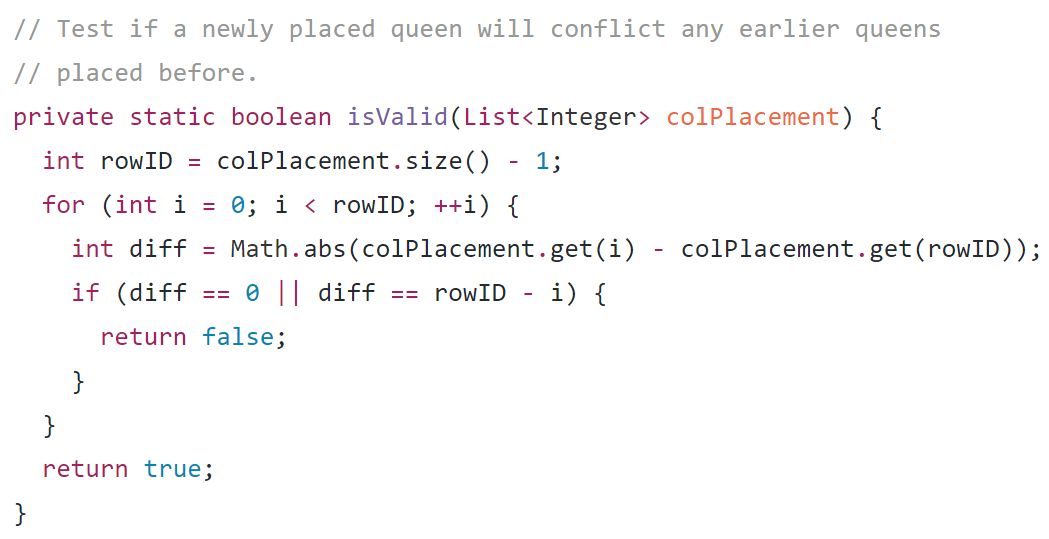 // Test if a newly placed queen will conflict any earlier queens
// placed before.
private static boolean isValid(List<Integer> colPlacement) {
  int rowID = colPlacement.size() - 1;
  for (int i = 0; i < rowID; ++i) {
    int diff = Math.abs(colPlacement.get(i) - colPlacement.get(rowID));
    if (diff == 0 || diff == rowID - i) {
      return false;
    }
  }
  return true;
}